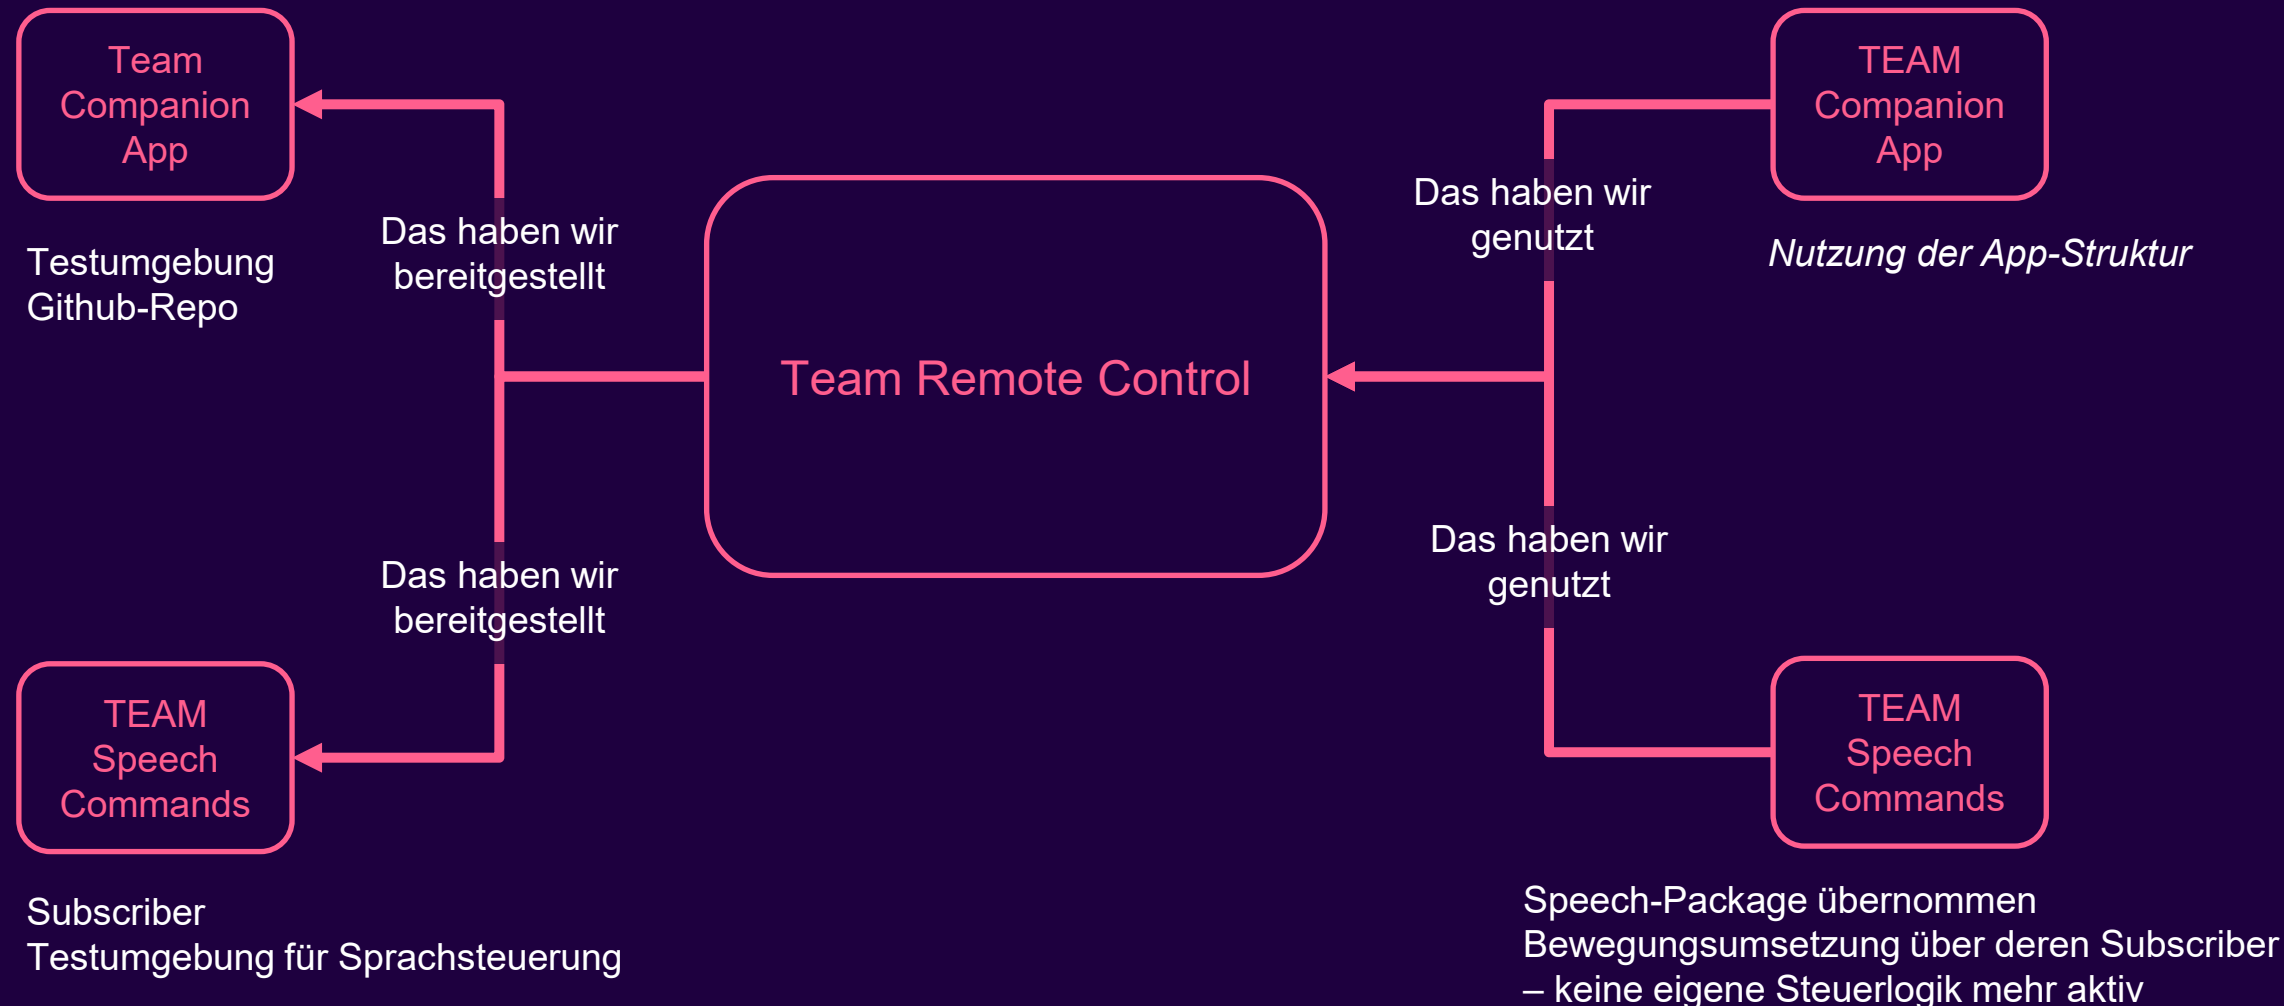 Team
Companion
App
Testumgebung
Github-Repo
Das haben wir
bereitgestellt
Das haben wir
bereitgestellt
TEAM
Speech
Commands
Subscriber
Testumgebung für Sprachsteuerung
Team Remote Control
Das haben wir
genutzt
TEAM
Companion
App
Nutzung der App-Struktur
Das haben wir
genutzt
TEAM
Speech
Commands
Speech-Package übernommen
Bewegungsumsetzung über deren Subscriber
– keine eigene Steuerlogik mehr aktiv